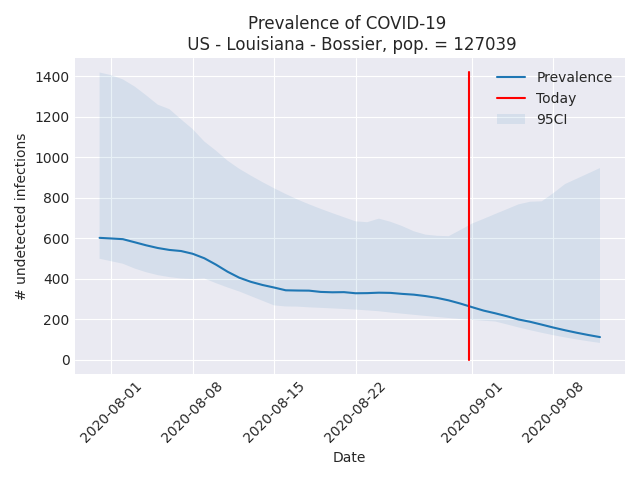 Prevalence of COVID-19
US - Louisiana - Bossier, pop. = 127039
Prevalence
Today
95CI
# undetected infections
1400
1200
1000
800
600
400
200
0
2020-08-01
2020-08-08
2020-08-15
2020-08-22
2020-09-01
2020-09-08
Date